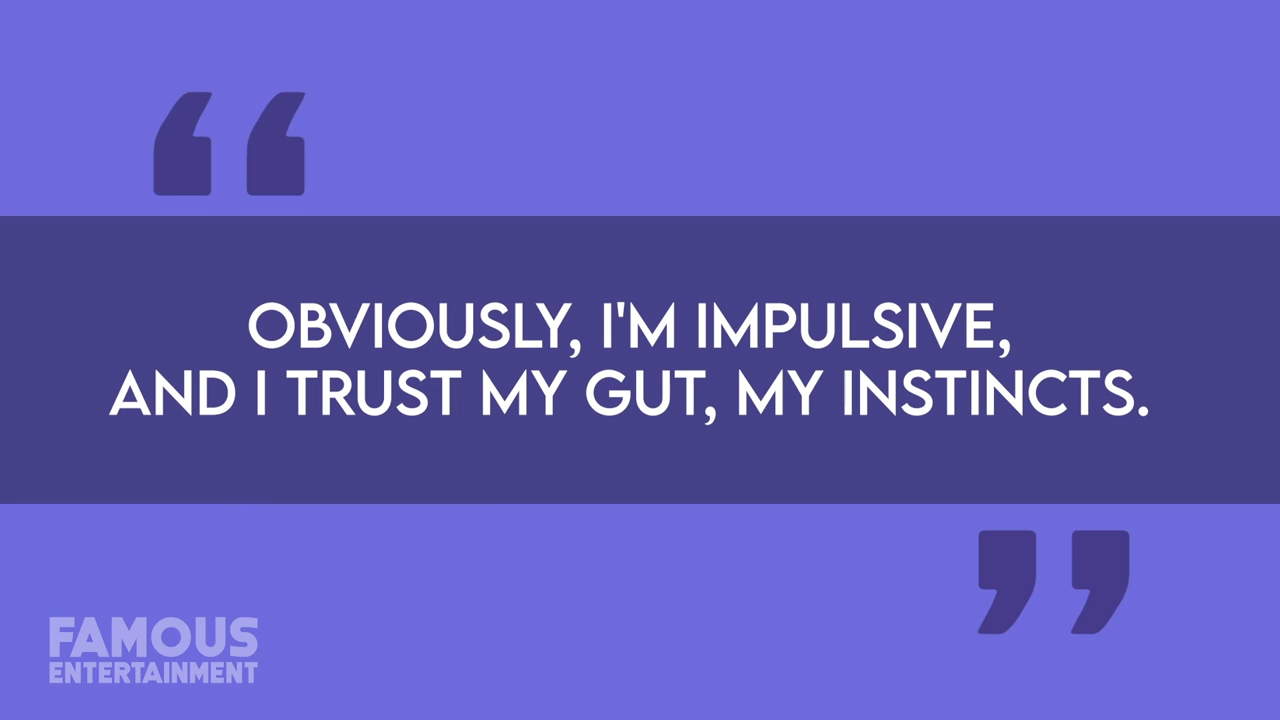 OBVIOUSLY, I'M IMPULSIVE,
AND I TRUST MY GUT, MY INSTINCTS.
FAMOUS
ENTERTAINMENT